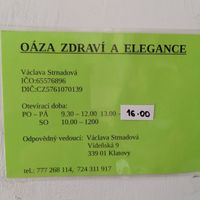 OÁZA ZDRAVÍ A ELEGANCE
Václava Strnadová
IČO:65576896
DIČ:CZ5761070139
Otevírací doba:
PO – PÁ 9.30 – 12.00 13.00 - 16.00
SO 10.00 – 1200
Odpovědný vedoucí: Václava Strnadová
Vídeňská 9
339 01 Klatovy
tel.: 777 268 114, 724 311 917